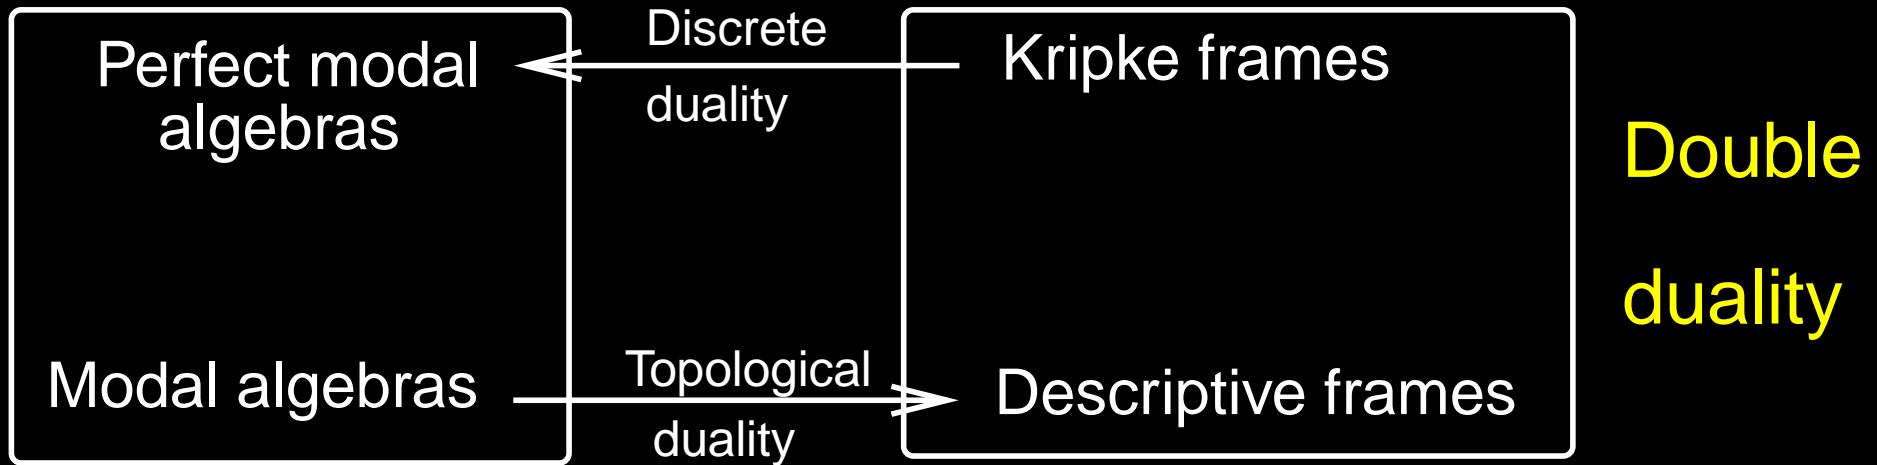 Perfect modal
algebras
Discrete
duality
Kripke frames
Double
duality
Modal algebras
Topological
duality
Descriptive frames